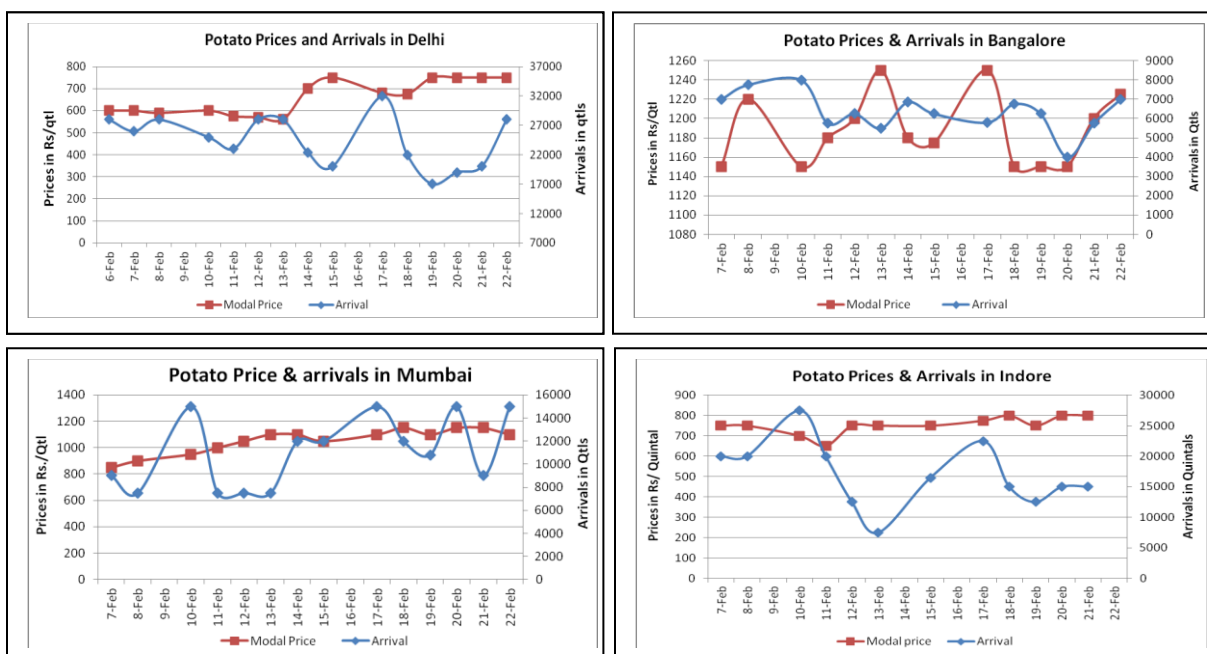 Potato Prices and Arrivals in Delhi
Prices in Rs/qtl
800
700
600
500
400
300
200
100
0
37000
32000
27000
22000
17000
12000
7000
Arrivals in qtls
6-Feb
7-Feb
8-Feb
9-Feb
10-Feb
11-Feb
12-Feb
13-Feb
14-Feb
15-Feb
16-Feb
17-Feb
18-Feb
19-Feb
20-Feb
21-Feb
22-Feb
Modal Price Arrival
Potato Prices & Arrivals in Bangalore
Prices in Rs/Qtl
1260
1240
1220
1200
1180
1160
1140
1120
1100
1080
9000
8000
7000
6000
5000
4000
3000
2000
1000
0
Arrivals in Qtls
7-Feb
8-Feb
9-Feb
10-Feb
11-Feb
12-Feb
13-Feb
14-Feb
15-Feb
16-Feb
17-Feb
18-Feb
19-Feb
20-Feb
21-Feb
22-Feb
Modal Price Arrival
Potato Price & arrivals in Mumbai
Prices in Rs,/Qtl
1400
1200
1000
800
600
400
200
0
16000
14000
12000
10000
8000
6000
4000
2000
0
Arrivals in Qtls
7-Feb
8-Feb
9-Feb
10-Feb
11-Feb
12-Feb
13-Feb
14-Feb
15-Feb
16-Feb
17-Feb
18-Feb
19-Feb
20-Feb
21-Feb
22-Feb
Modal Price Arrival
Potato Prices & Arrivals in Indore
Prices in Rs/ Quintal
900
800
700
600
500
400
300
200
100
0
30000
25000
20000
15000
10000
5000
0
Arrivals in Quintals
7-Feb
8-Feb
9-Feb
10-Feb
11-Feb
12-Feb
13-Feb
14-Feb
15-Feb
16-Feb
17-Feb
18-Feb
19-Feb
20-Feb
21-Feb
22-Feb
Modal price Arrival